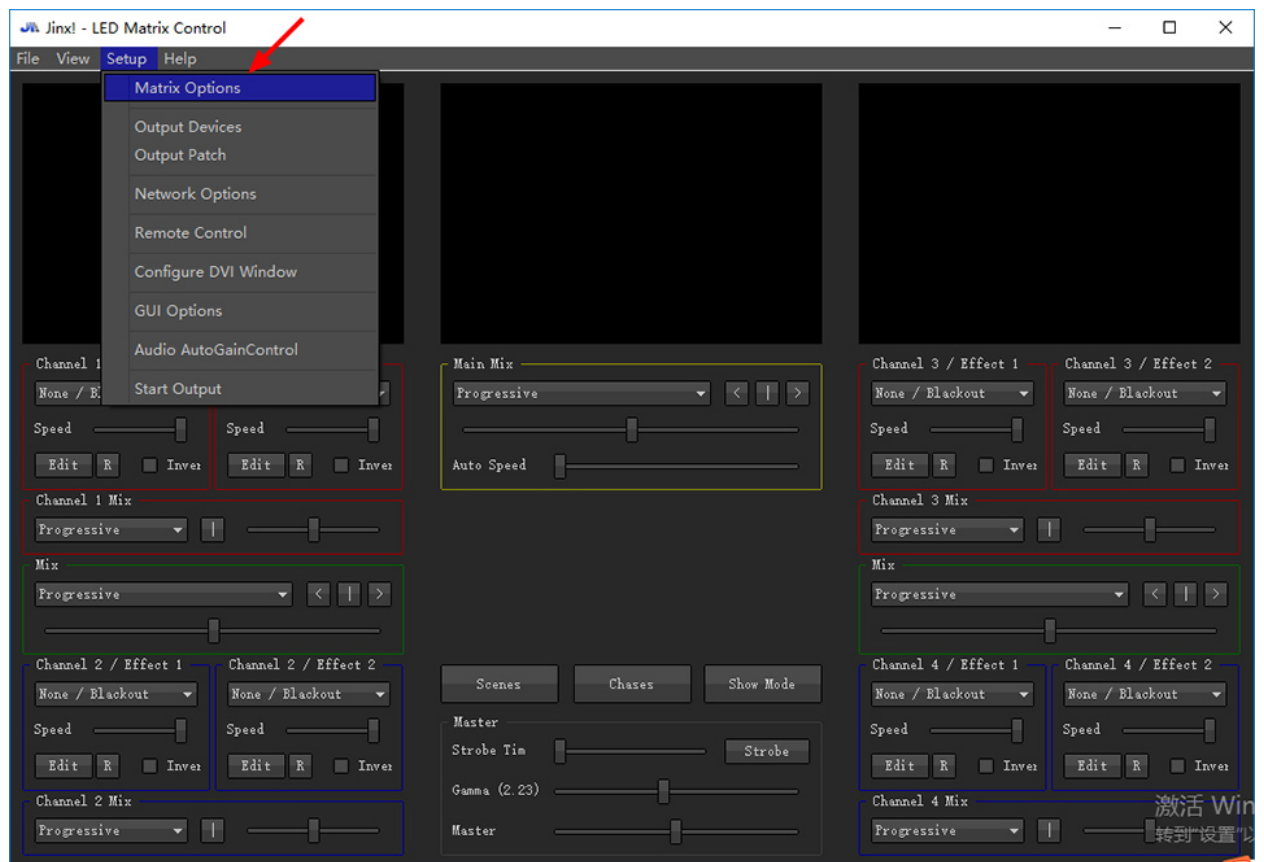 Jinx! - LED Matrix Control
File View Setup Help
Matrix Options
Output Devices
Output Patch
Network Options
Remote Control
Configure DVI Window
GUI Options
Audio AutoGainControl
Start Output
Channel 1
None / B
Speed Speed
Edit R Inver Edit R Inver
Channel 1 Mix
Progressive |
Mix
Progressive < | >
Channel 2 / Effect 1 Channel 2 / Effect 2
None / Blackout None / Blackout
Speed Speed
Edit R Inver Edit R Inver
Channel 2 Mix
Progressive |
Main Mix
Progressive < | >
Auto Speed
Scenes Chases Show Mode
Master
Strobe Tim Strobe
Gamma (2.23)
Master
Channel 3 / Effect 1 Channel 3 / Effect 2
None / Blackout None / Blackout
Speed Speed
Edit R Inver Edit R Inver
Channel 3 Mix
Progressive |
Mix
Progressive < | >
Channel 4 / Effect 1 Channel 4 / Effect 2
None / Blackout None / Blackout
Speed Speed
Edit R Inver Edit R Inver
Channel 4 Mix
Progressive |
激活 Win
转到"设置"以